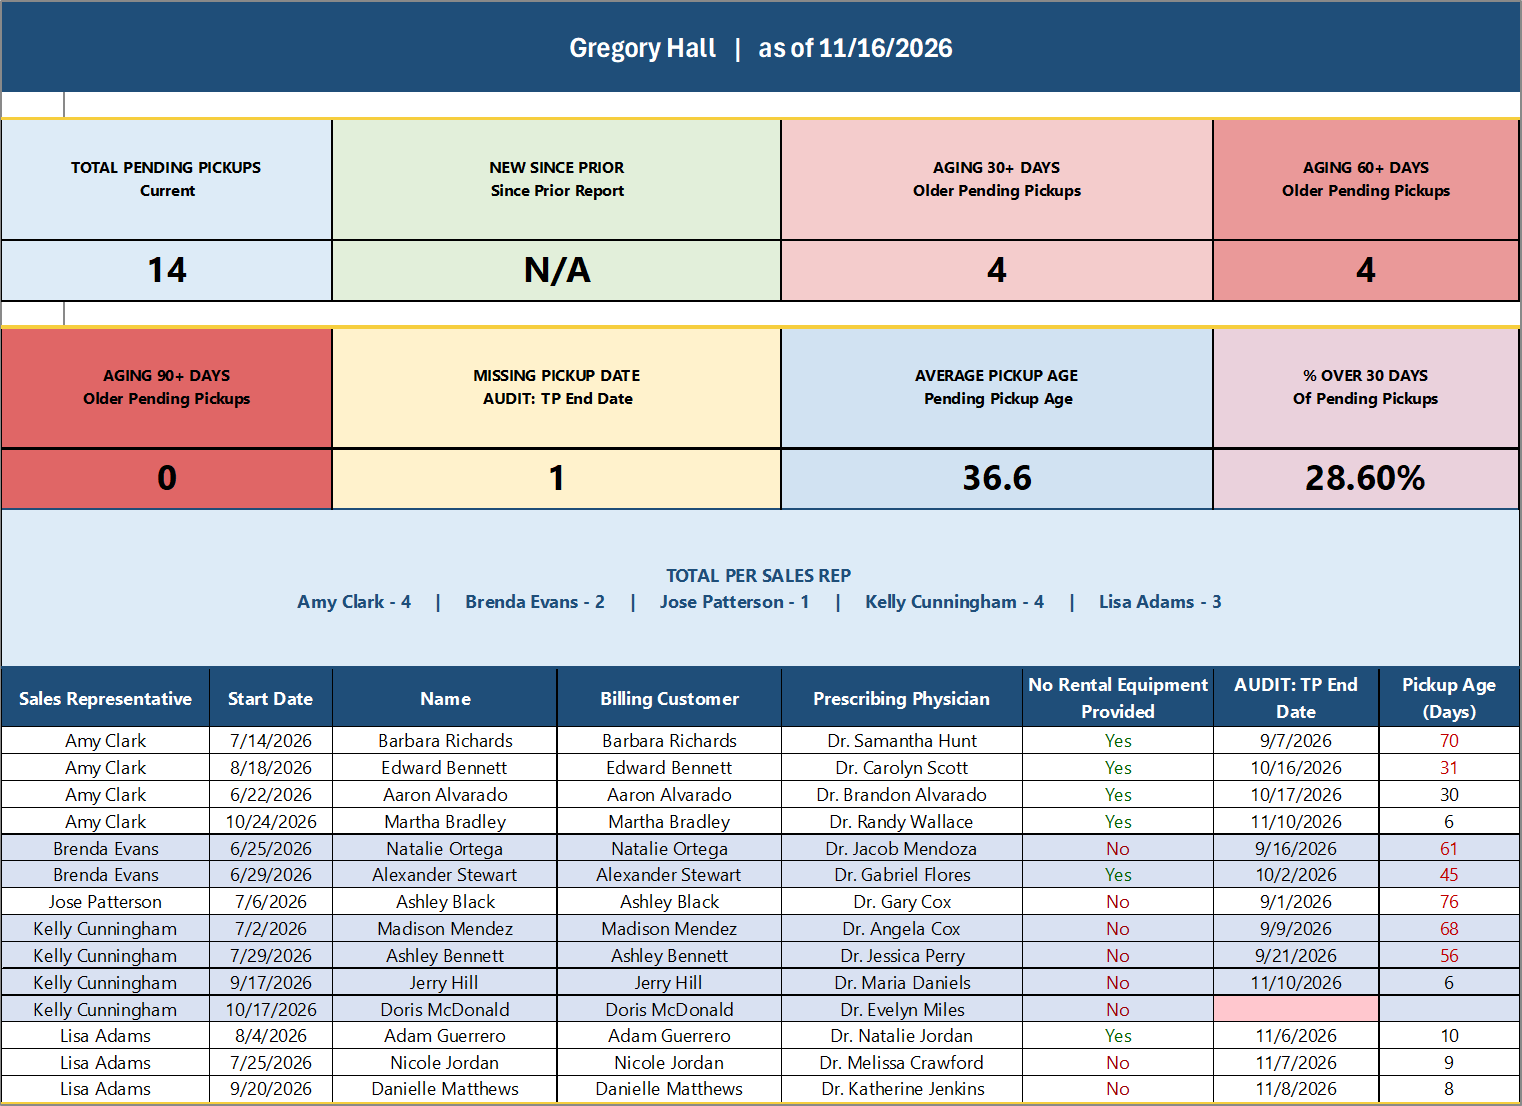 Gregory Hall | as of 11/16/2026
TOTAL PENDING PICKUPS
Current
NEW SINCE PRIOR
Since Prior Report
AGING 30+ DAYS
Older Pending Pickups
AGING 60+ DAYS
Older Pending Pickups
14
N/A
4
4
AGING 90+ DAYS
Older Pending Pickups
MISSING PICKUP DATE
AUDIT: TP End Date
AVERAGE PICKUP AGE
Pending Pickup Age
% OVER 30 DAYS
Of Pending Pickups
0
1
36.6
28.60%
TOTAL PER SALES REP
Amy Clark - 4 | Brenda Evans - 2 | Jose Patterson - 1 | Kelly Cunningham - 4 | Lisa Adams - 3
Sales Representative Start Date Name Billing Customer Prescribing Physician No Rental Equipment Provided AUDIT: TP End Date Pickup Age (Days)
Amy Clark 7/14/2026 Barbara Richards Barbara Richards Dr. Samantha Hunt Yes 9/7/2026 70
Amy Clark 8/18/2026 Edward Bennett Edward Bennett Dr. Carolyn Scott Yes 10/16/2026 31
Amy Clark 6/22/2026 Aaron Alvarado Aaron Alvarado Dr. Brandon Alvarado Yes 10/17/2026 30
Amy Clark 10/24/2026 Martha Bradley Martha Bradley Dr. Randy Wallace Yes 11/10/2026 6
Brenda Evans 6/25/2026 Natalie Ortega Natalie Ortega Dr. Jacob Mendoza No 9/16/2026 61
Brenda Evans 6/29/2026 Alexander Stewart Alexander Stewart Dr. Gabriel Flores Yes 10/2/2026 45
Jose Patterson 7/6/2026 Ashley Black Ashley Black Dr. Gary Cox No 9/1/2026 76
Kelly Cunningham 7/2/2026 Madison Mendez Madison Mendez Dr. Angela Cox No 9/9/2026 68
Kelly Cunningham 7/29/2026 Ashley Bennett Ashley Bennett Dr. Jessica Perry No 9/21/2026 56
Kelly Cunningham 9/17/2026 Jerry Hill Jerry Hill Dr. Maria Daniels No 11/10/2026 6
Kelly Cunningham 10/17/2026 Doris McDonald Doris McDonald Dr. Evelyn Miles No
Lisa Adams 8/4/2026 Adam Guerrero Adam Guerrero Dr. Natalie Jordan Yes 11/6/2026 10
Lisa Adams 7/25/2026 Nicole Jordan Nicole Jordan Dr. Melissa Crawford No 11/7/2026 9
Lisa Adams 9/20/2026 Danielle Matthews Danielle Matthews Dr. Katherine Jenkins No 11/8/2026 8